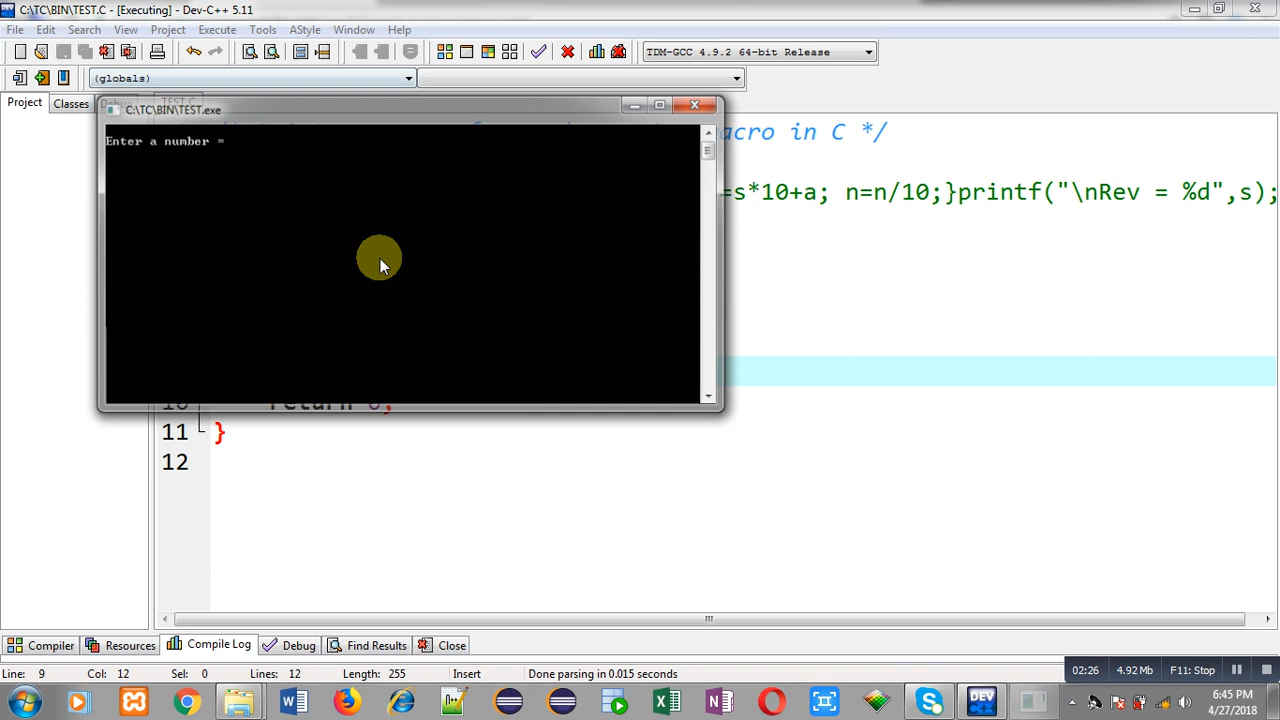 C:\TC\BIN\TEST.C - [Executing] - Dev-C++ 5.11
File Edit Search View Project Execute Tools AStyle Window Help
TDM-GCC 4.9.2 64-bit Release
(globals)
Project Classes
C:\TC\BIN\TEST.exe
Enter a number =
acro in C */
=s*10+a; n=n/10;}printf("\nRev = %d",s);
11 }
12
Compiler Resources Compile Log Debug Find Results Close
Line: 9 Col: 12 Sel: 0 Lines: 12 Length: 255 Insert Done parsing in 0.015 seconds
02:26 4.92 Mb F11: Stop
DEV C++
6:45 PM
4/27/2018